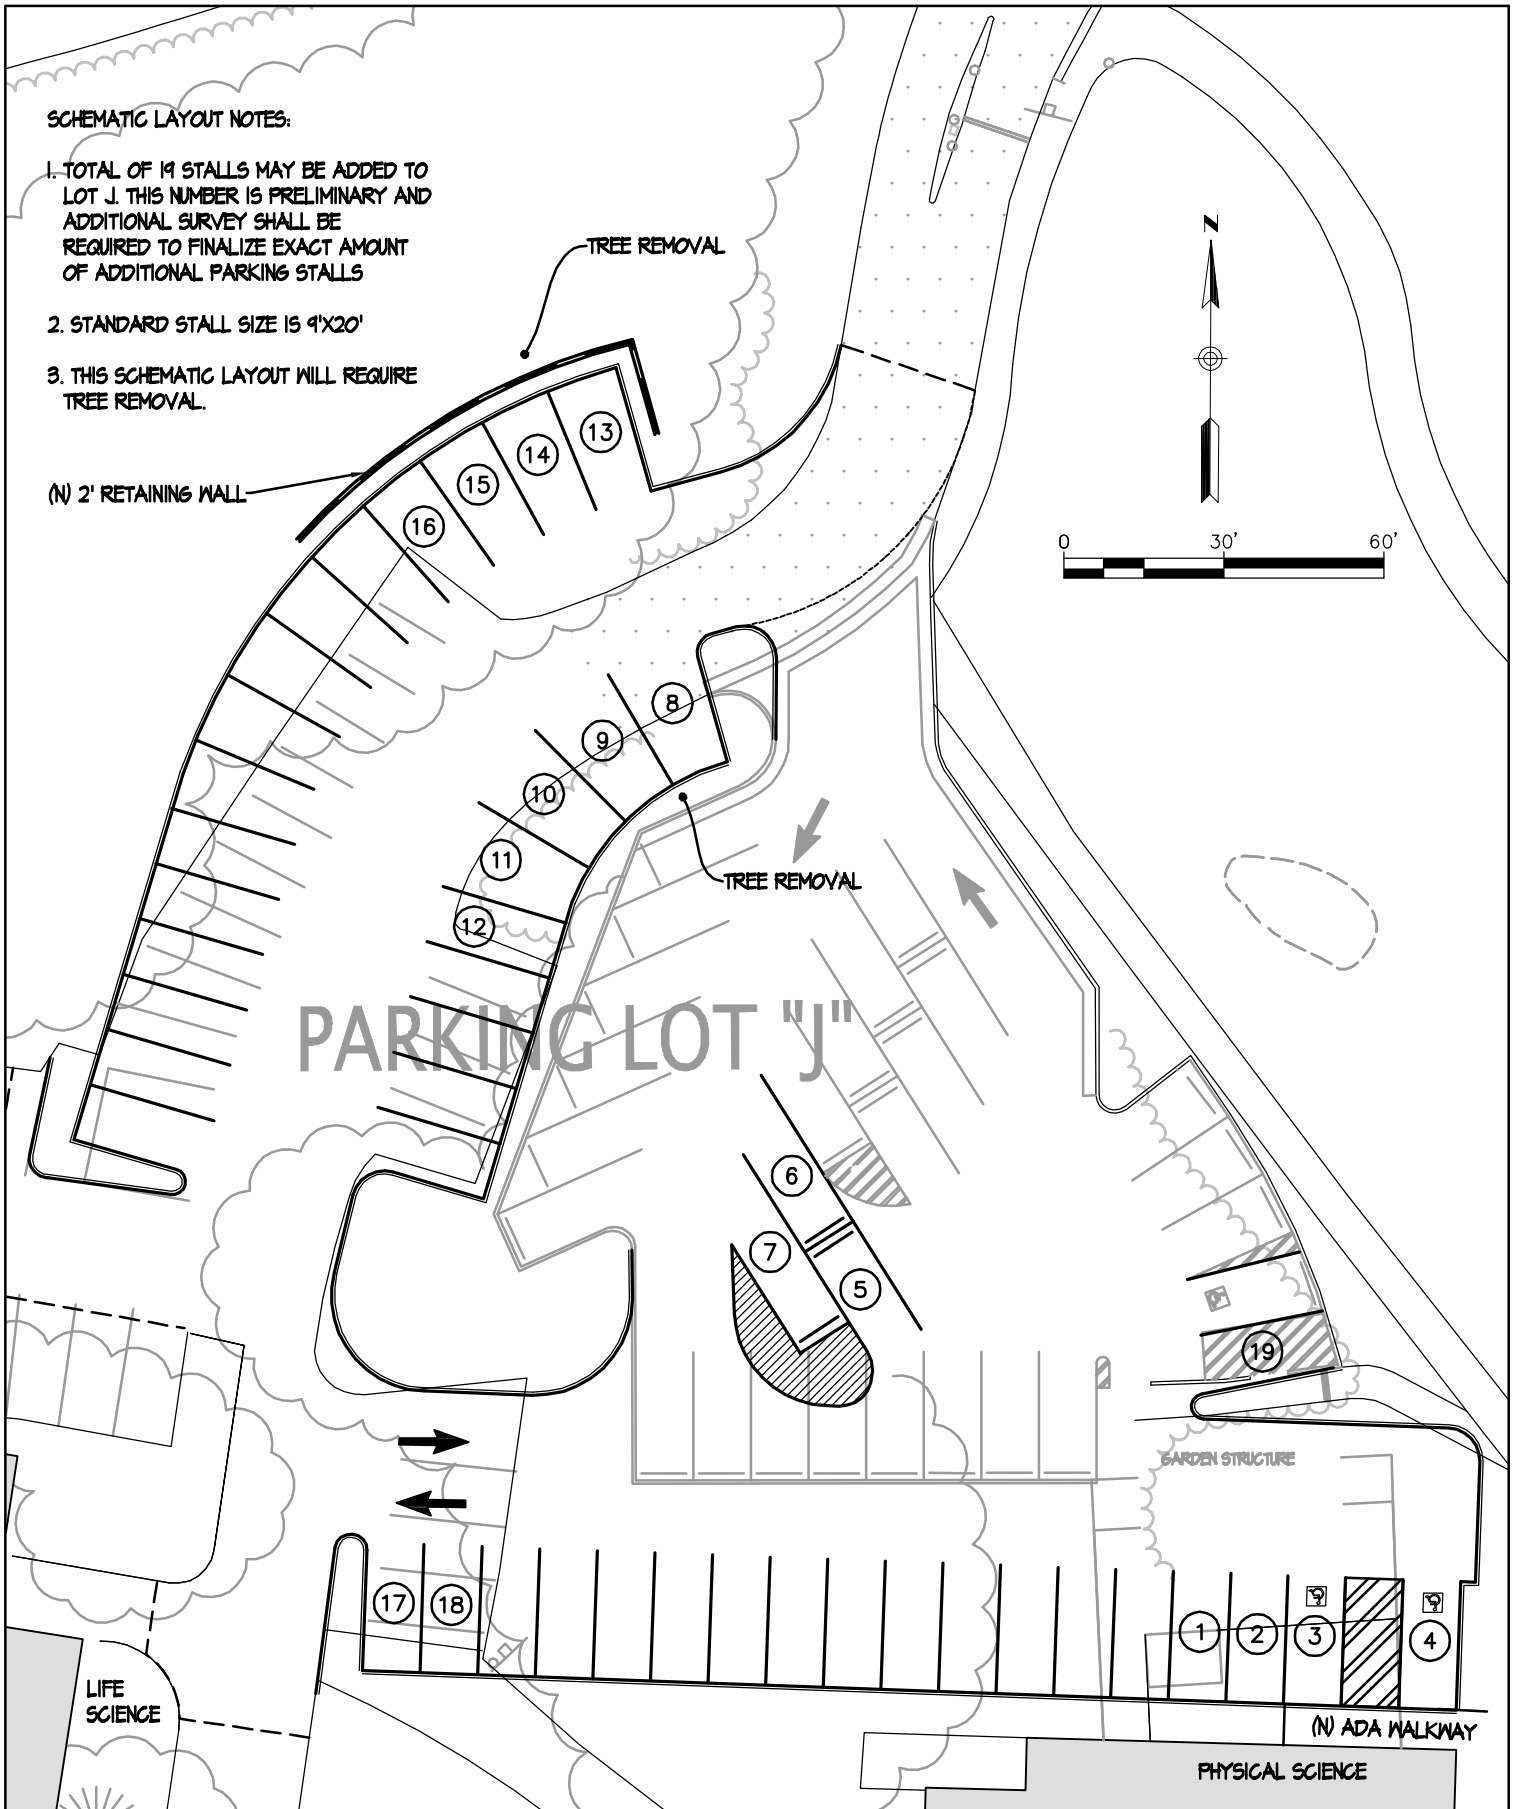 SCHEMATIC LAYOUT NOTES:
1. TOTAL OF 19 STALLS MAY BE ADDED TO
LOT J. THIS NUMBER IS PRELIMINARY AND
ADDITIONAL SURVEY SHALL BE
REQUIRED TO FINALIZE EXACT AMOUNT
OF ADDITIONAL PARKING STALLS
2. STANDARD STALL SIZE IS 9'X20'
3. THIS SCHEMATIC LAYOUT WILL REQUIRE
TREE REMOVAL.
TREE REMOVAL
(N) 2' RETAINING WALL
N
0 30' 60'
13
14
15
16
8
9
10
11
12
TREE REMOVAL
PARKING LOT "J"
6
7
5
19
GARDEN STRUCTURE
17
18
1
2
3
4
LIFE
SCIENCE
(N) ADA WALKWAY
PHYSICAL SCIENCE